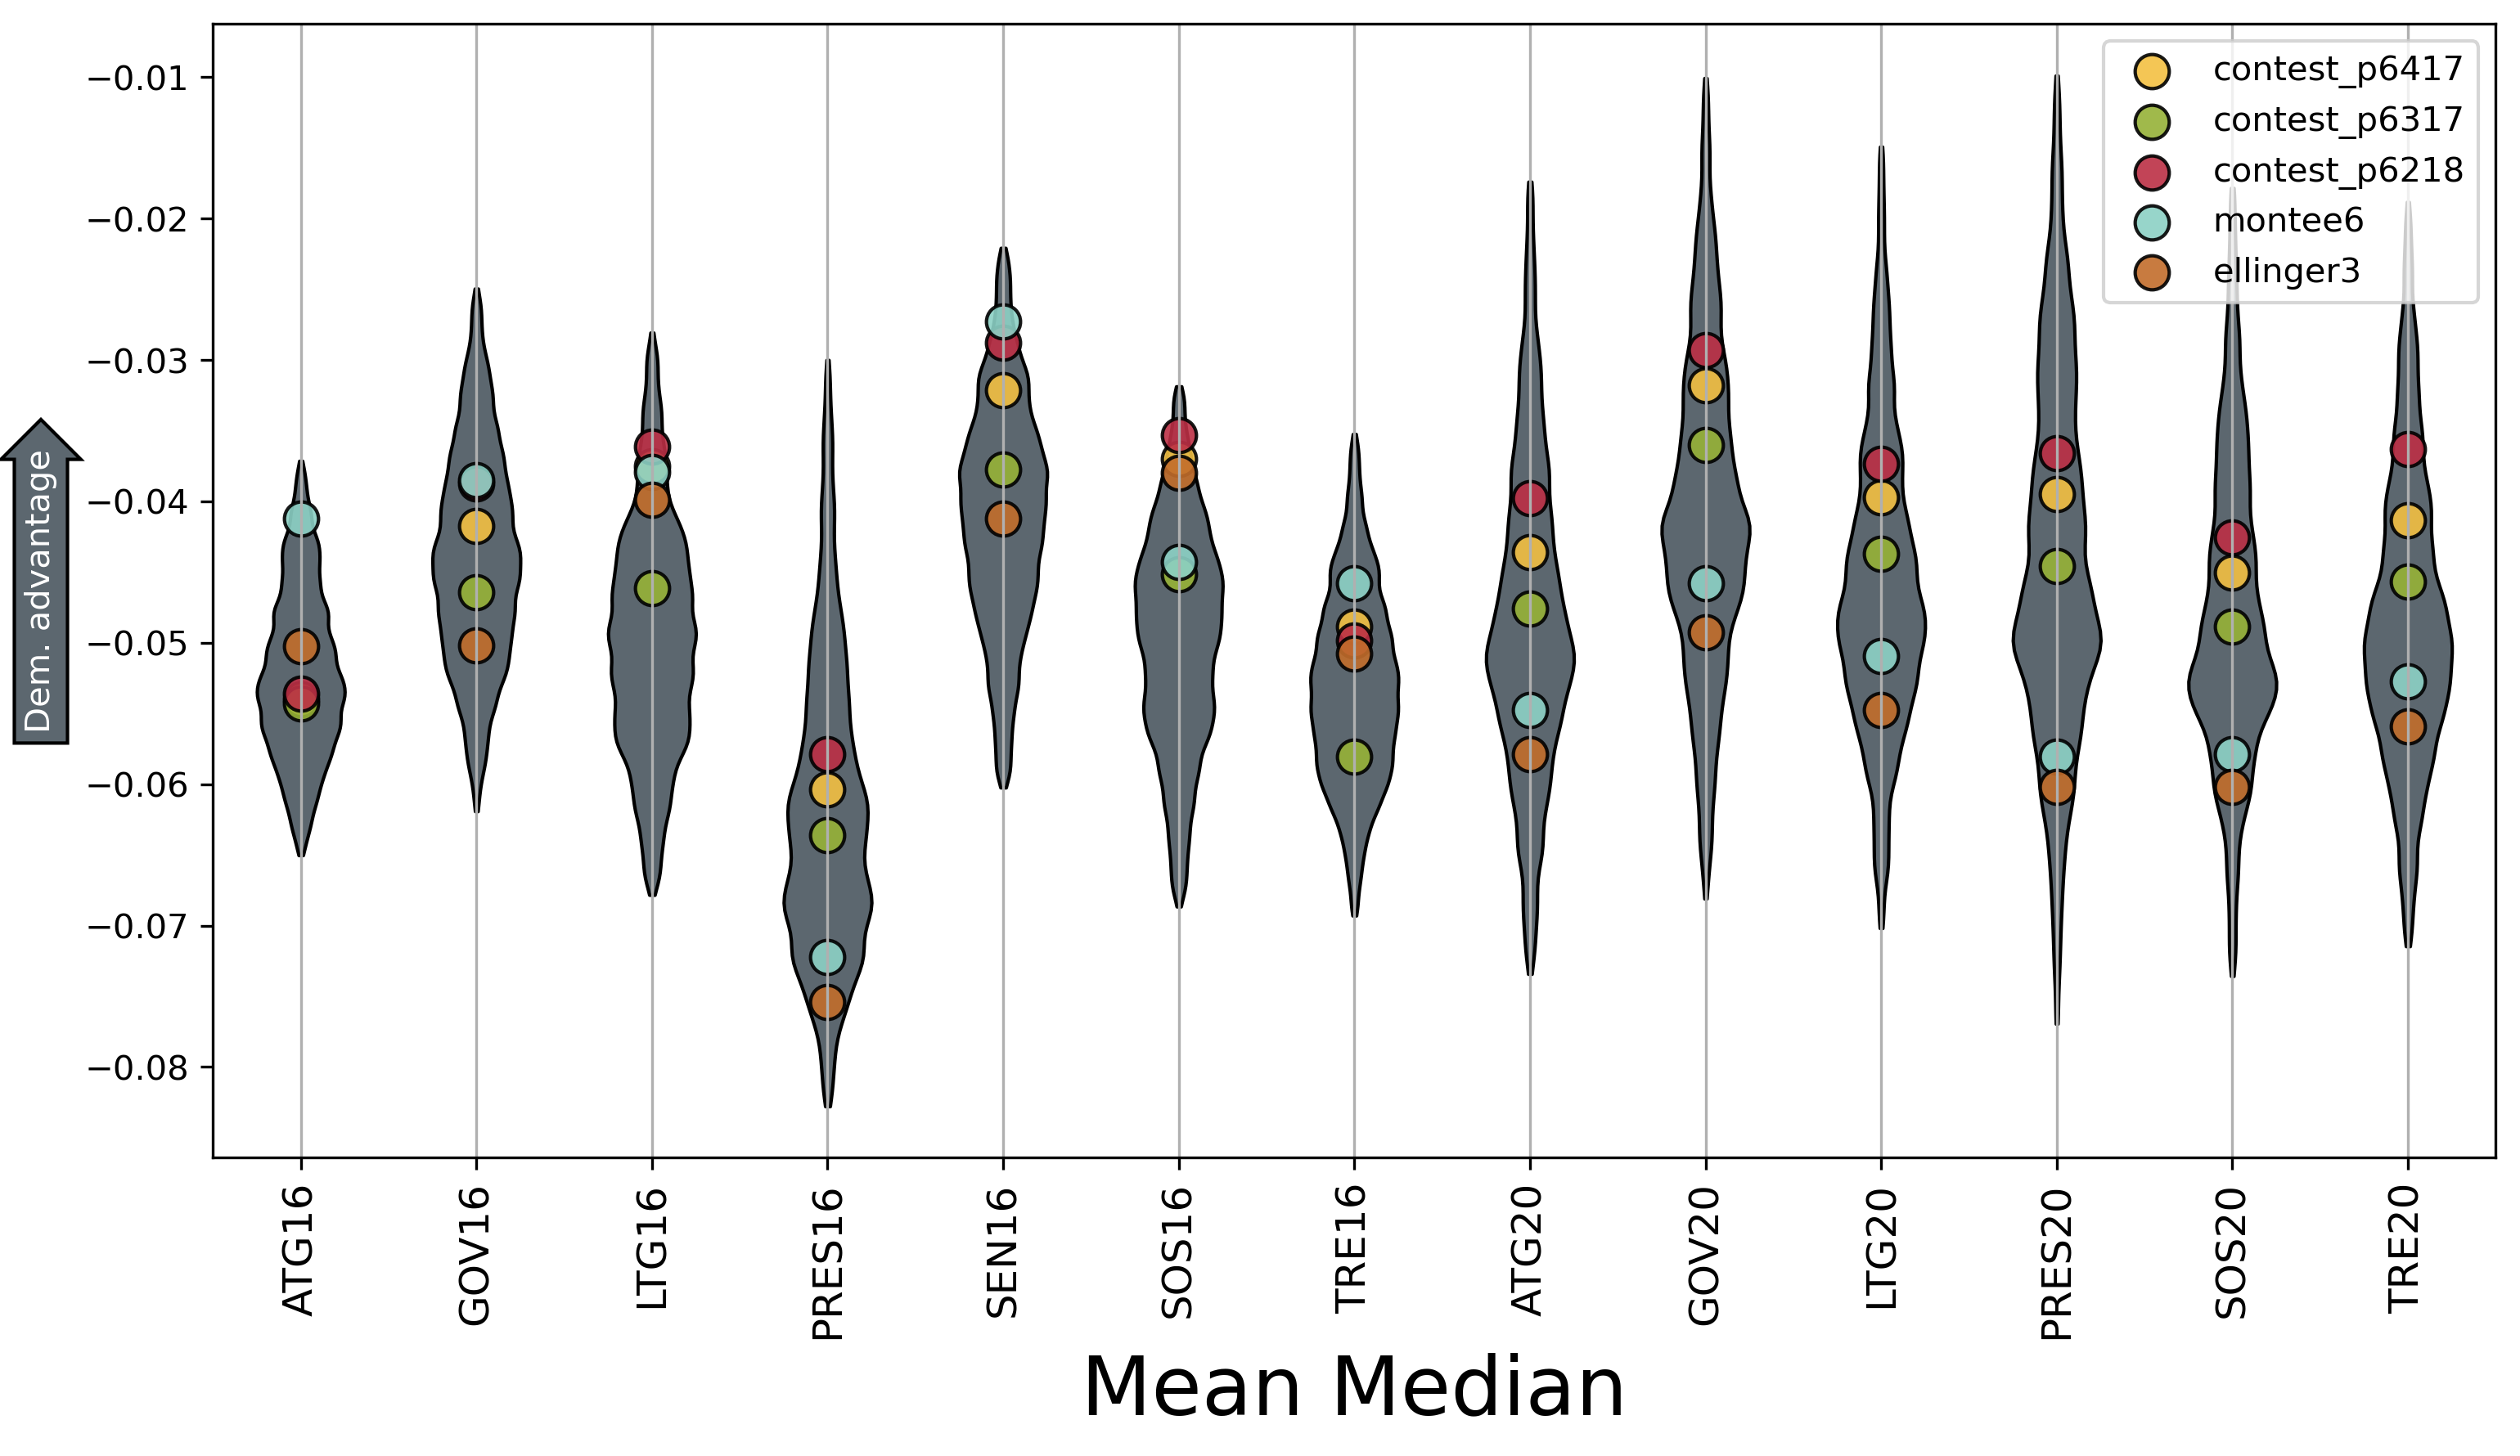 −0.01
−0.02
−0.03
−0.04
−0.05
−0.06
−0.07
−0.08
Dem. advantage
contest_p6417
contest_p6317
contest_p6218
montee6
ellinger3
ATG16
GOV16
LTG16
PRES16
SEN16
SOS16
TRE16
ATG20
GOV20
LTG20
PRES20
SOS20
TRE20
Mean Median